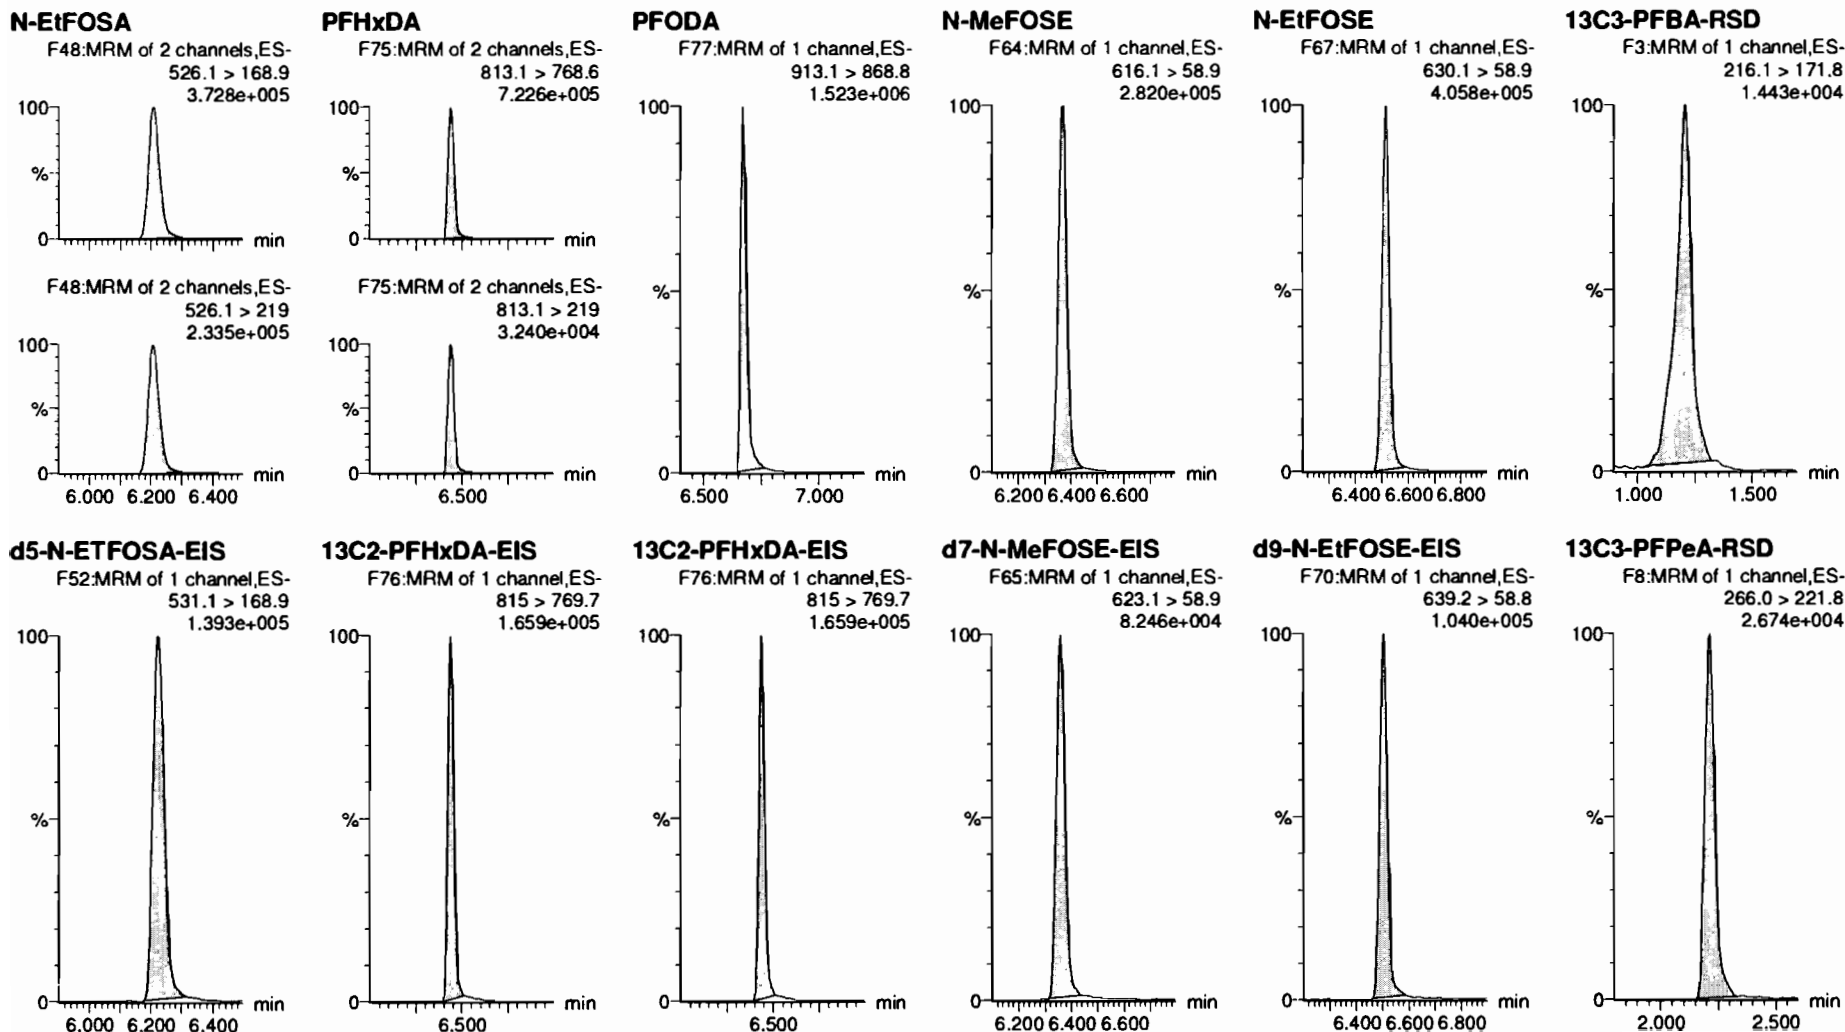 N-EtFOSA
F48:MRM of 2 channels,ES-
526.1 > 168.9
3.728e+005
100
%
0
min
F48:MRM of 2 channels,ES-
526.1 > 219
2.335e+005
100
%
0
min
6.000 6.200 6.400
PFHxDA
F75:MRM of 2 channels,ES-
813.1 > 768.6
7.226e+005
100
%
0
min
F75:MRM of 2 channels,ES-
813.1 > 219
3.240e+004
100
%
0
min
6.500
PFODA
F77:MRM of 1 channel,ES-
913.1 > 868.8
1.523e+006
100
%
0
min
6.500 7.000
N-MeFOSE
F64:MRM of 1 channel,ES-
616.1 > 58.9
2.820e+005
100
%
0
min
6.200 6.400 6.600
N-EtFOSE
F67:MRM of 1 channel,ES-
630.1 > 58.9
4.058e+005
100
%
0
min
6.400 6.600 6.800
13C3-PFBA-RSD
F3:MRM of 1 channel,ES-
216.1 > 171.8
1.443e+004
100
%
0
min
1.000 1.500
d5-N-ETFOSA-EIS
F52:MRM of 1 channel,ES-
531.1 > 168.9
1.393e+005
100
%
0
min
6.000 6.200 6.400
13C2-PFHxDA-EIS
F76:MRM of 1 channel,ES-
815 > 769.7
1.659e+005
100
%
0
min
6.500
13C2-PFHxDA-EIS
F76:MRM of 1 channel,ES-
815 > 769.7
1.659e+005
100
%
0
min
6.500
d7-N-MeFOSE-EIS
F65:MRM of 1 channel,ES-
623.1 > 58.9
8.246e+004
100
%
0
min
6.200 6.400 6.600
d9-N-EtFOSE-EIS
F70:MRM of 1 channel,ES-
639.2 > 58.8
1.040e+005
100
%
0
min
6.400 6.600 6.800
13C3-PFPeA-RSD
F8:MRM of 1 channel,ES-
266.0 > 221.8
2.674e+004
100
%
0
min
2.000 2.500